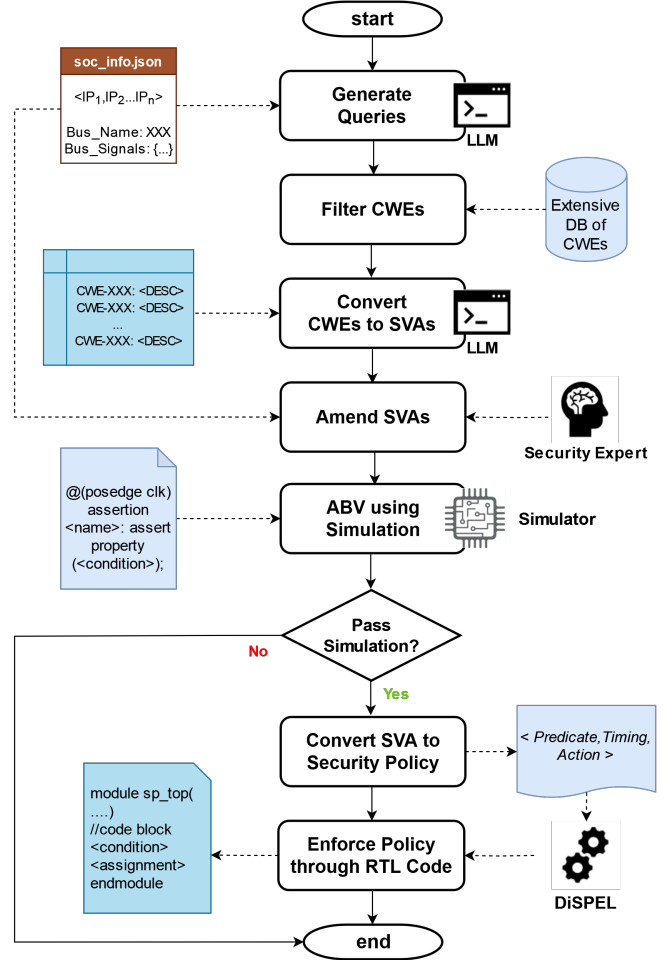 start
soc_info.json
<IP1,IP2...IPn>
Bus_Name: XXX
Bus_Signals: {...}
Generate
Queries
LLM
Filter CWEs
Extensive
DB of
CWEs
CWE-XXX: <DESC>
CWE-XXX: <DESC>
...
CWE-XXX: <DESC>
Convert
CWEs to SVAs
LLM
Amend SVAs
Security Expert
@(posedge clk)
assertion
<name>: assert
property
(<condition>);
ABV using
Simulation
Simulator
Pass
Simulation?
No
Yes
Convert SVA to
Security Policy
< Predicate,Timing,
Action >
module sp_top(
....)
//code block
<condition>
<assignment>
endmodule
Enforce Policy
through RTL Code
DiSPEL
end